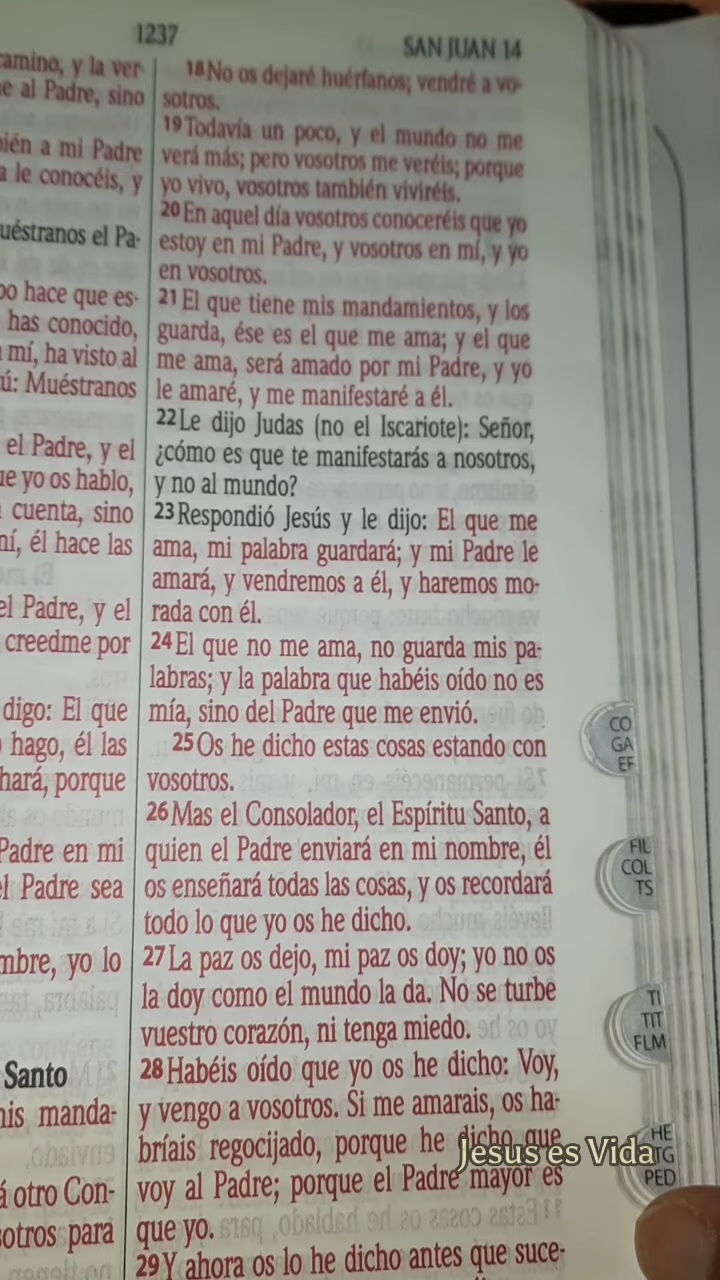 1237
SAN JUAN 14
camino, y la ver-
ne al Padre, sino
bién a mi Padre
a le conocéis, y
uéstranos el Pa-
po hace que es-
has conocido,
mí, ha visto al
ú: Muéstranos
el Padre, y el
ue yo os hablo,
cuenta, sino
mí, él hace las
el Padre, y el
creedme por
digo: El que
hago, él las
hará, porque
Padre en mi
el Padre sea
mbre, yo lo
Santo
mis manda-
á otro Con-
sotros para
18 No os dejaré huérfanos; vendré a vo-
sotros.
19 Todavía un poco, y el mundo no me
verá más; pero vosotros me veréis; porque
yo vivo, vosotros también viviréis.
20 En aquel día vosotros conoceréis que yo
estoy en mi Padre, y vosotros en mí, y yo
en vosotros.
21 El que tiene mis mandamientos, y los
guarda, ése es el que me ama; y el que
me ama, será amado por mi Padre, y yo
le amaré, y me manifestaré a él.
22 Le dijo Judas (no el Iscariote): Señor,
¿cómo es que te manifestarás a nosotros,
y no al mundo?
23 Respondió Jesús y le dijo: El que me
ama, mi palabra guardará; y mi Padre le
amará, y vendremos a él, y haremos mo-
rada con él.
24 El que no me ama, no guarda mis pa-
labras; y la palabra que habéis oído no es
mía, sino del Padre que me envió.
25 Os he dicho estas cosas estando con
vosotros.
26 Mas el Consolador, el Espíritu Santo, a
quien el Padre enviará en mi nombre, él
os enseñará todas las cosas, y os recordará
todo lo que yo os he dicho.
27 La paz os dejo, mi paz os doy; yo no os
la doy como el mundo la da. No se turbe
vuestro corazón, ni tenga miedo.
28 Habéis oído que yo os he dicho: Voy,
y vengo a vosotros. Si me amarais, os ha-
bríais regocijado, porque he dicho que
voy al Padre; porque el Padre mayor es
que yo.
29 Y ahora os lo he dicho antes que suce-
CO
GA
EF
FIL
COL
TS
TI
TIT
FLM
HE
STG
PED
Jesus es Vida